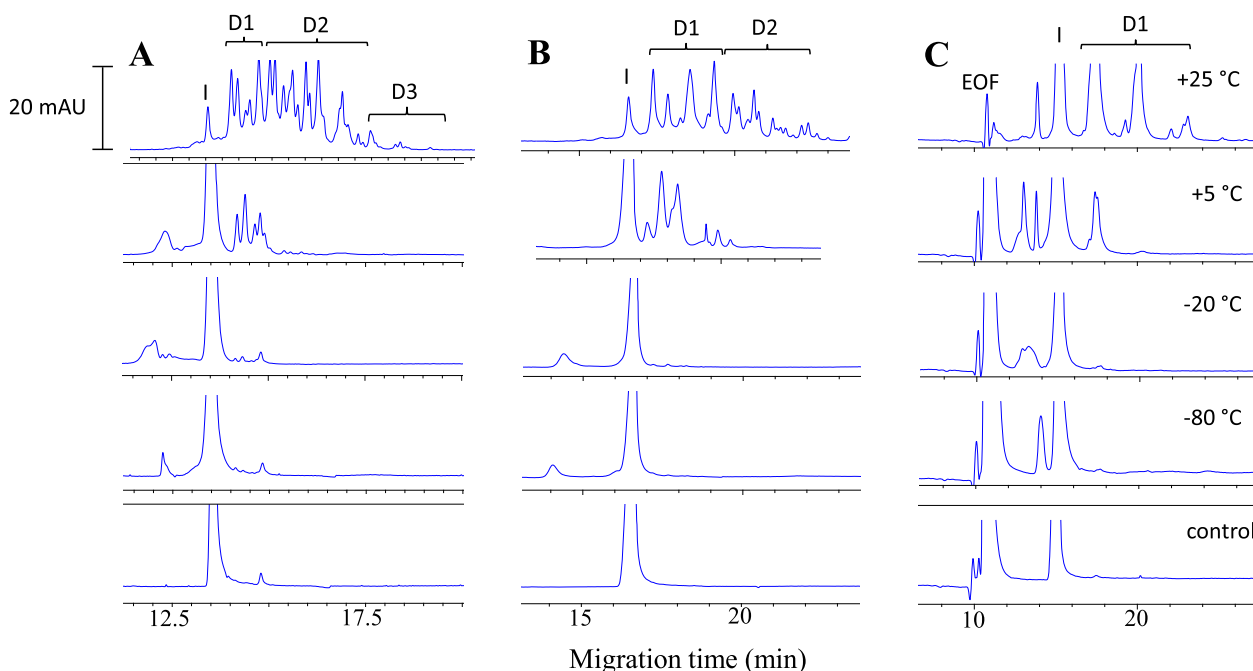 A
D1
D2
D3
I
20 mAU
B
D1
D2
I
C
I
D1
EOF
+25 °C
+5 °C
-20 °C
-80 °C
control
12.5
17.5
15
20
10
20
Migration time (min)